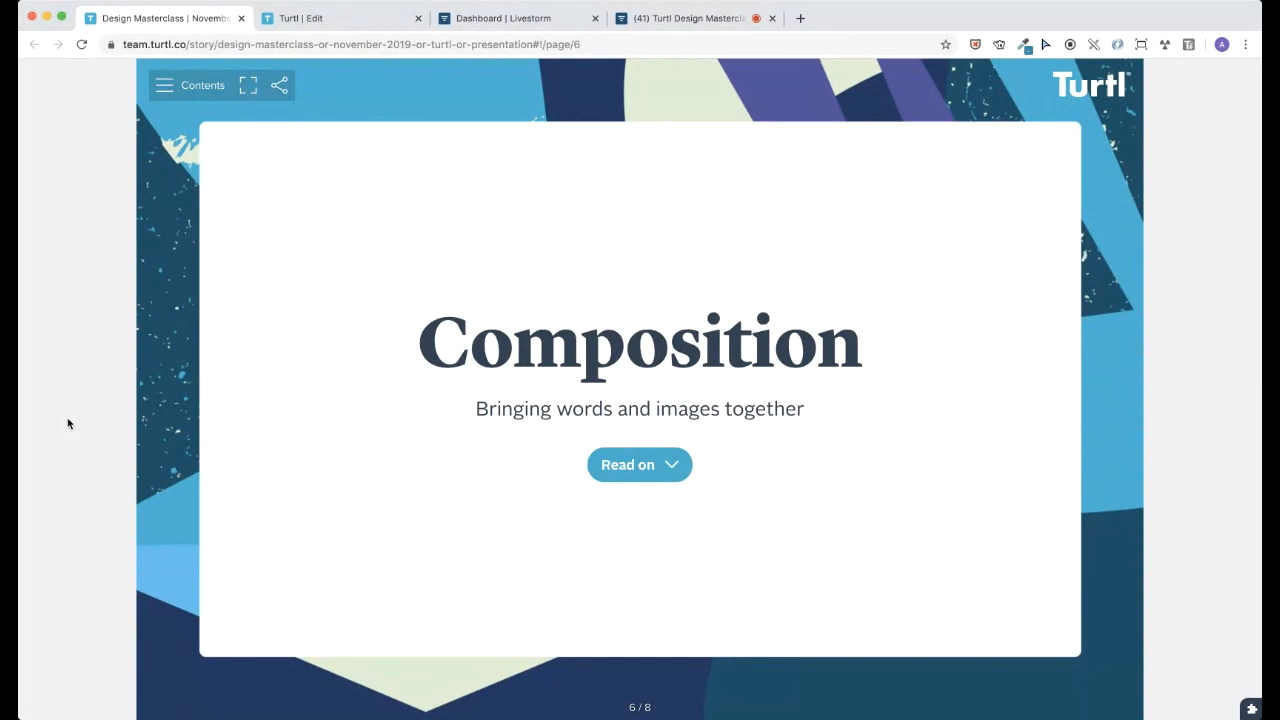 Design Masterclass | Novembe
Turtl | Edit
Dashboard | Livestorm
(41) Turtl Design Mastercla
team.turtl.co/story/design-masterclass-or-november-2019-or-turtl-or-presentation#!/page/6
A
Contents
Turtl
Composition
Bringing words and images together
Read on
6 / 8